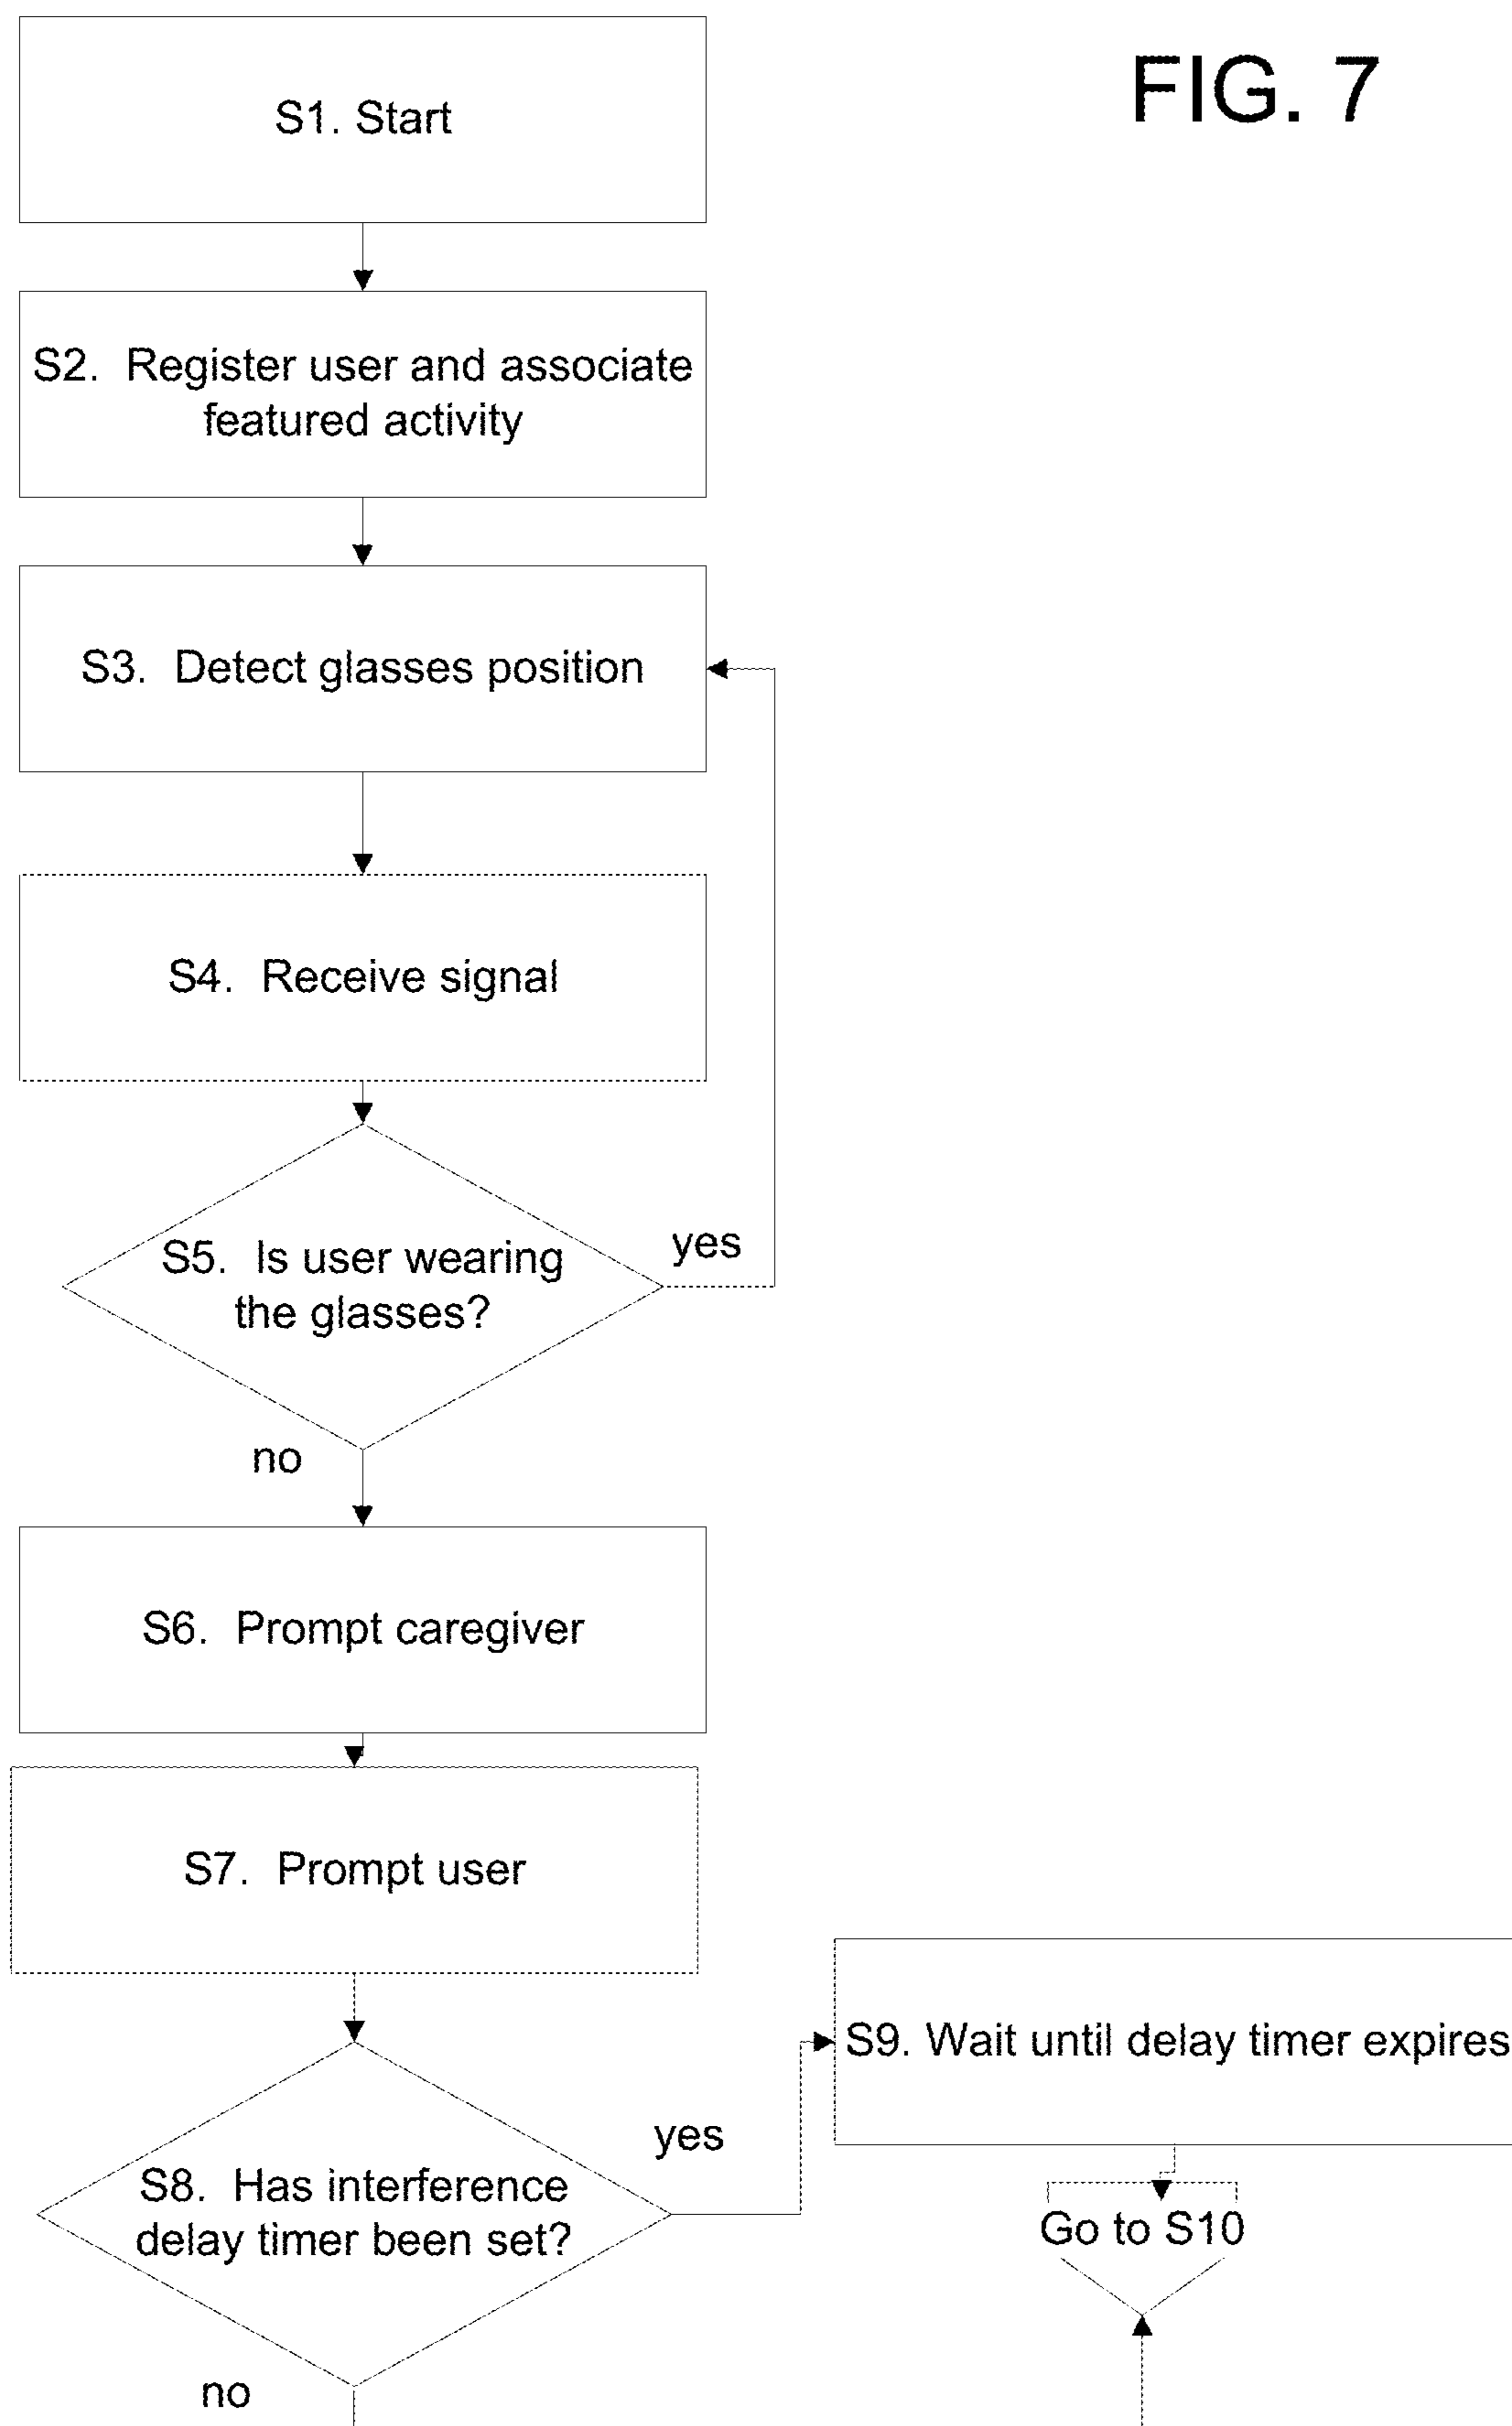 FIG. 7
S1. Start
S2. Register user and associate
featured activity
S3. Detect glasses position
S4. Receive signal
S5. Is user wearing
the glasses?
yes
no
S6. Prompt caregiver
S7. Prompt user
S8. Has interference
delay timer been set?
yes
no
S9. Wait until delay timer expires
Go to S10